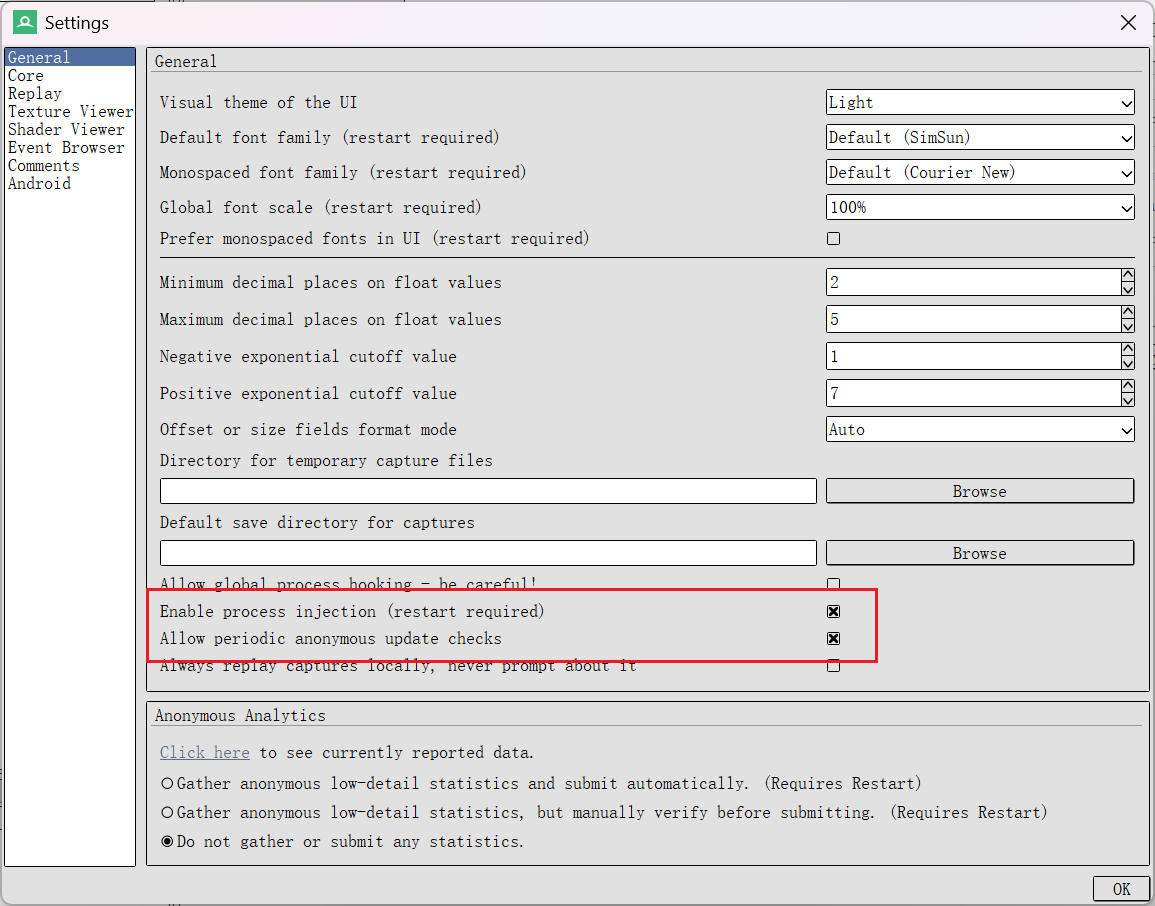 Settings
General
Core
Replay
Texture Viewer
Shader Viewer
Event Browser
Comments
Android
General
Visual theme of the UI Light
Default font family (restart required) Default (SimSun)
Monospaced font family (restart required) Default (Courier New)
Global font scale (restart required) 100%
Prefer monospaced fonts in UI (restart required)
Minimum decimal places on float values 2
Maximum decimal places on float values 5
Negative exponential cutoff value 1
Positive exponential cutoff value 7
Offset or size fields format mode Auto
Directory for temporary capture files
Browse
Default save directory for captures
Browse
Allow global process hooking - be careful!
Enable process injection (restart required)
Allow periodic anonymous update checks
Always replay captures locally, never prompt about it
Anonymous Analytics
Click here to see currently reported data.
Gather anonymous low-detail statistics and submit automatically. (Requires Restart)
Gather anonymous low-detail statistics, but manually verify before submitting. (Requires Restart)
Do not gather or submit any statistics.
OK